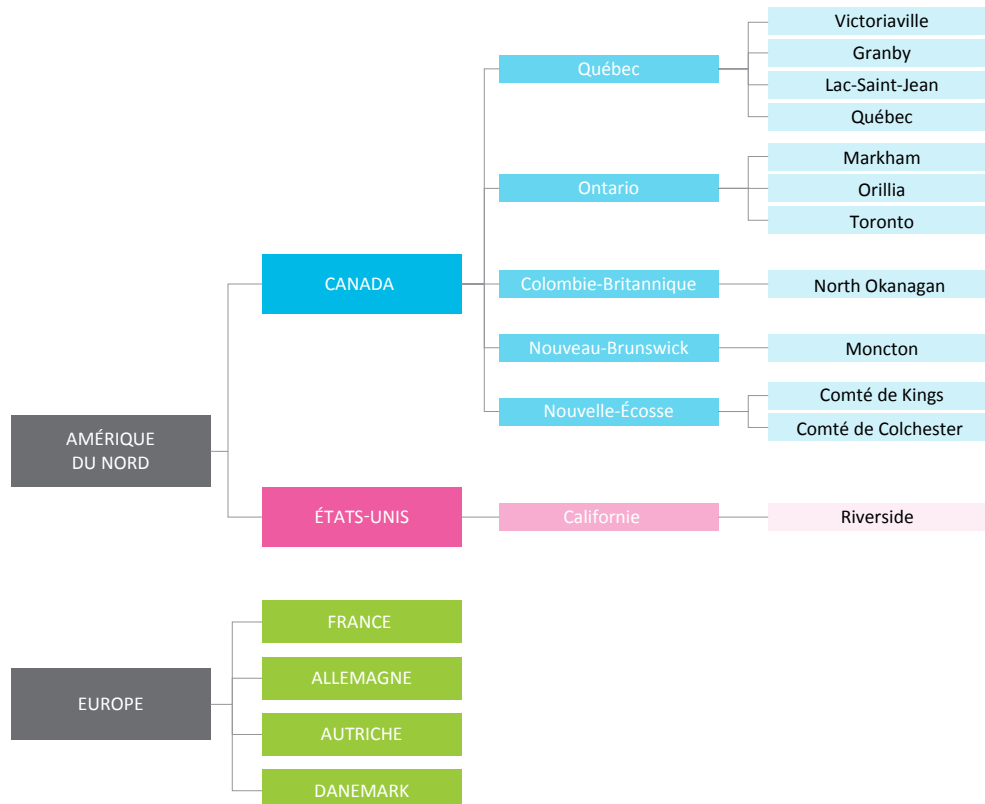 Victoriaville
Québec
Granby
Lac-Saint-Jean
Québec
Markham
Ontario
Orillia
Toronto
CANADA
Colombie-Britannique
North Okanagan
Nouveau-Brunswick
Moncton
Comté de Kings
Nouvelle-Écosse
Comté de Colchester
AMÉRIQUE
DU NORD
ÉTATS-UNIS
Californie
Riverside
FRANCE
ALLEMAGNE
EUROPE
AUTRICHE
DANEMARK